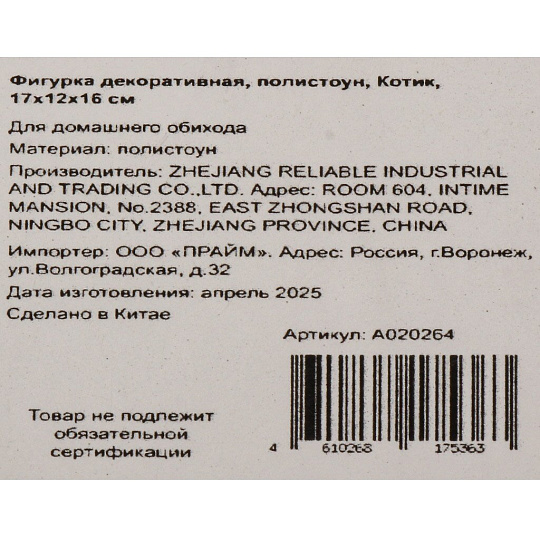 Фигурка декоративная, полистоун, Котик,
17х12х16 см
Для домашнего обихода
Материал: полистоун
Производитель: ZHEJIANG RELIABLE INDUSTRIAL
AND TRADING CO.,LTD. Адрес: ROOM 604, INTIME
MANSION, No.2388, EAST ZHONGSHAN ROAD,
NINGBO CITY, ZHEJIANG PROVINCE, CHINA
Импортер: ООО «ПРАЙМ». Адрес: Россия, г.Воронеж,
ул.Волгоградская, д.32
Дата изготовления: апрель 2025
Сделано в Китае
Артикул: A020264
Товар не подлежит
обязательной
сертификации
4 610268 175363